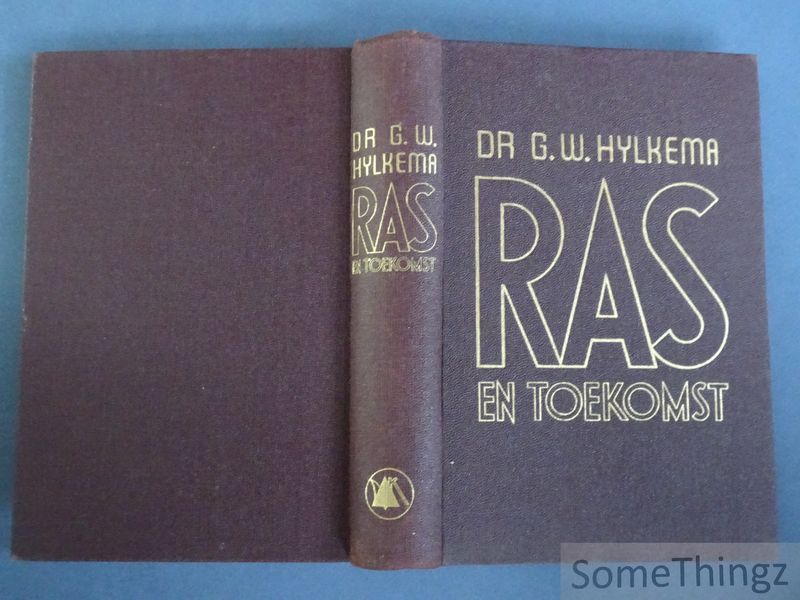 DR G. W.
HYLKEMA
RAS
EN TOEKOMST
DR G. W. HYLKEMA
RAS
EN TOEKOMST
SomeThingz